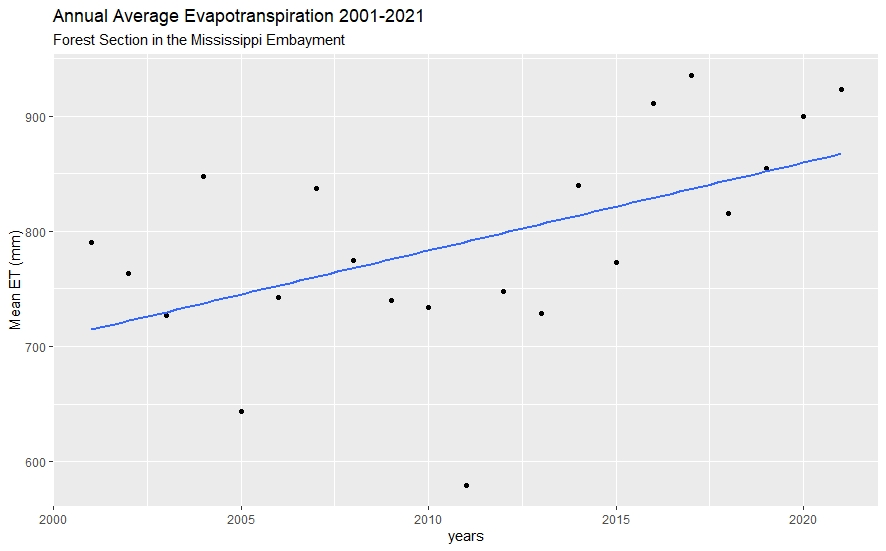 Annual Average Evapotranspiration 2001-2021
Forest Section in the Mississippi Embayment
Mean ET (mm)
900
800
700
600
2000 2005 2010 2015 2020
years